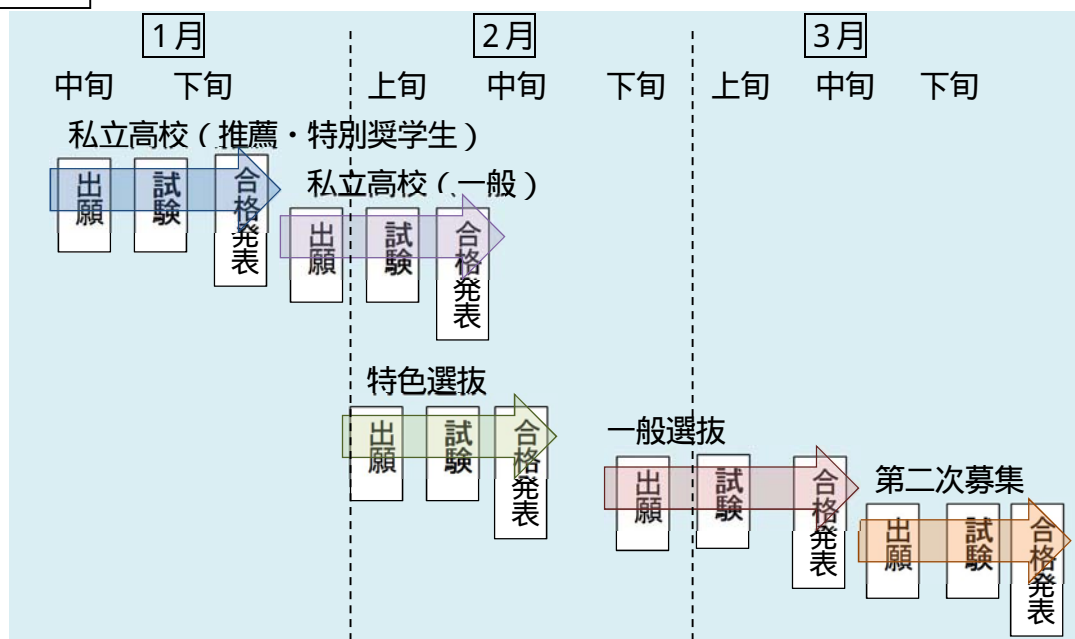 1月
2月
3月
中旬
下旬
上旬
中旬
下旬
上旬
中旬
下旬
私立高校（推薦・特別奨学生）
出願
試験
合格発表
私立高校（一般）
出願
試験
合格発表
特色選抜
出願
試験
合格発表
一般選抜
出願
試験
合格発表
第二次募集
出願
試験
合格発表